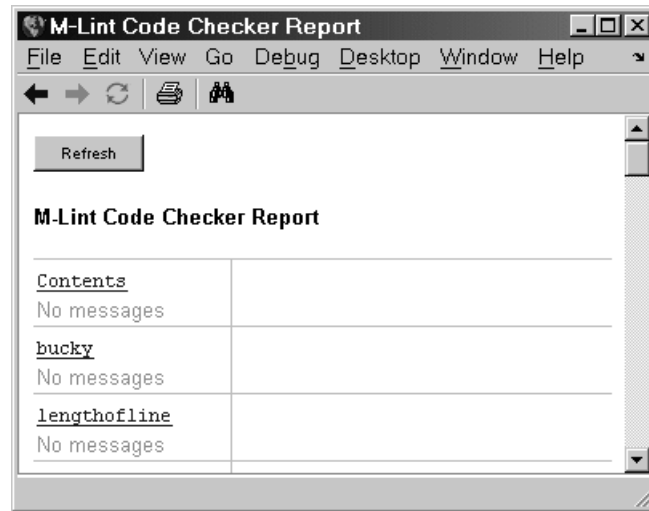 M-Lint Code Checker Report
File Edit View Go Debug Desktop Window Help
Refresh
M-Lint Code Checker Report
Contents
No messages
bucky
No messages
lengthofline
No messages